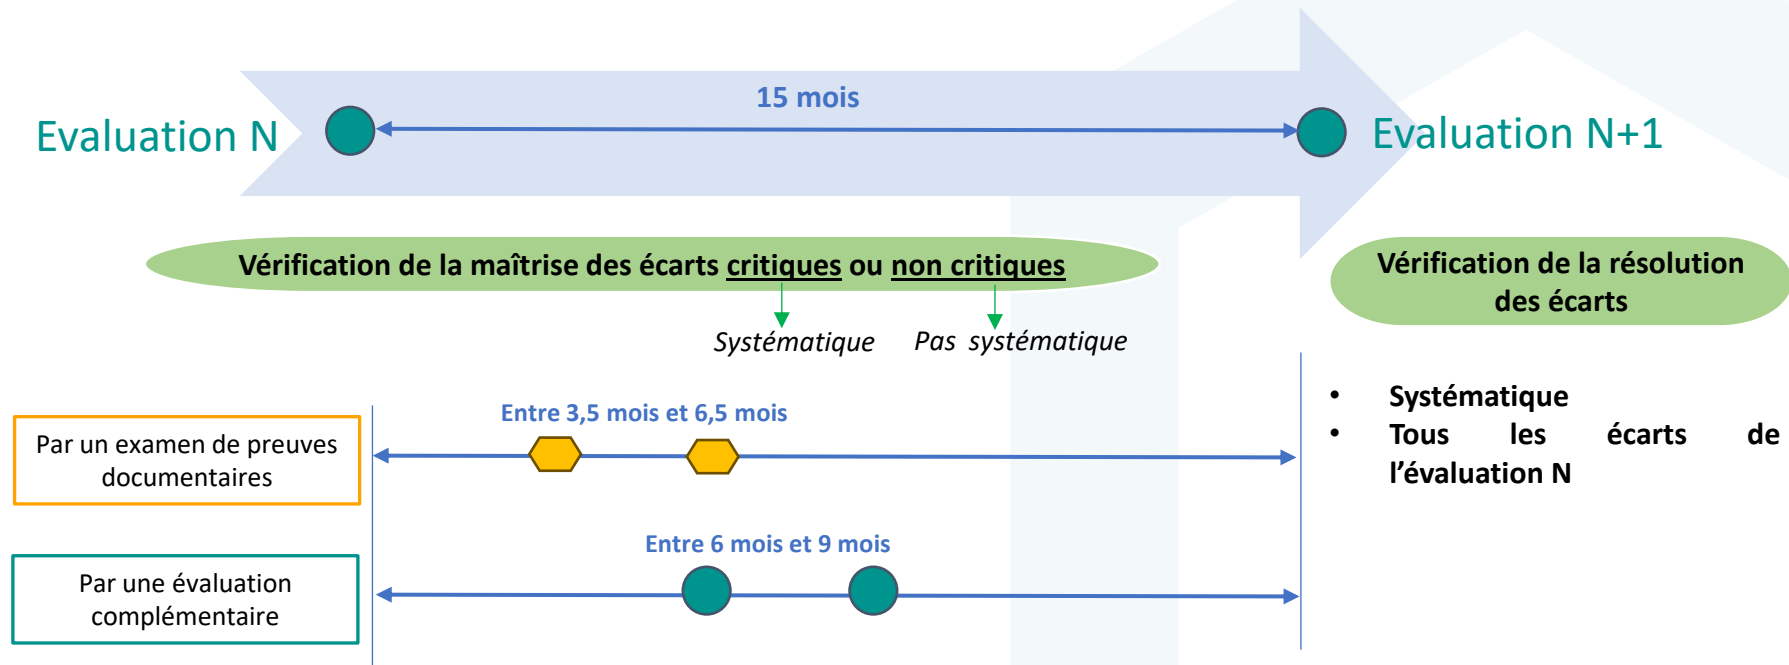 15 mois
Evaluation N
Evaluation N+1
Vérification de la maîtrise des écarts critiques ou non critiques
Systématique
Pas systématique
Vérification de la résolution
des écarts
• Systématique
• Tous les écarts de
l’évaluation N
Entre 3,5 mois et 6,5 mois
Par un examen de preuves
documentaires
Entre 6 mois et 9 mois
Par une évaluation
complémentaire